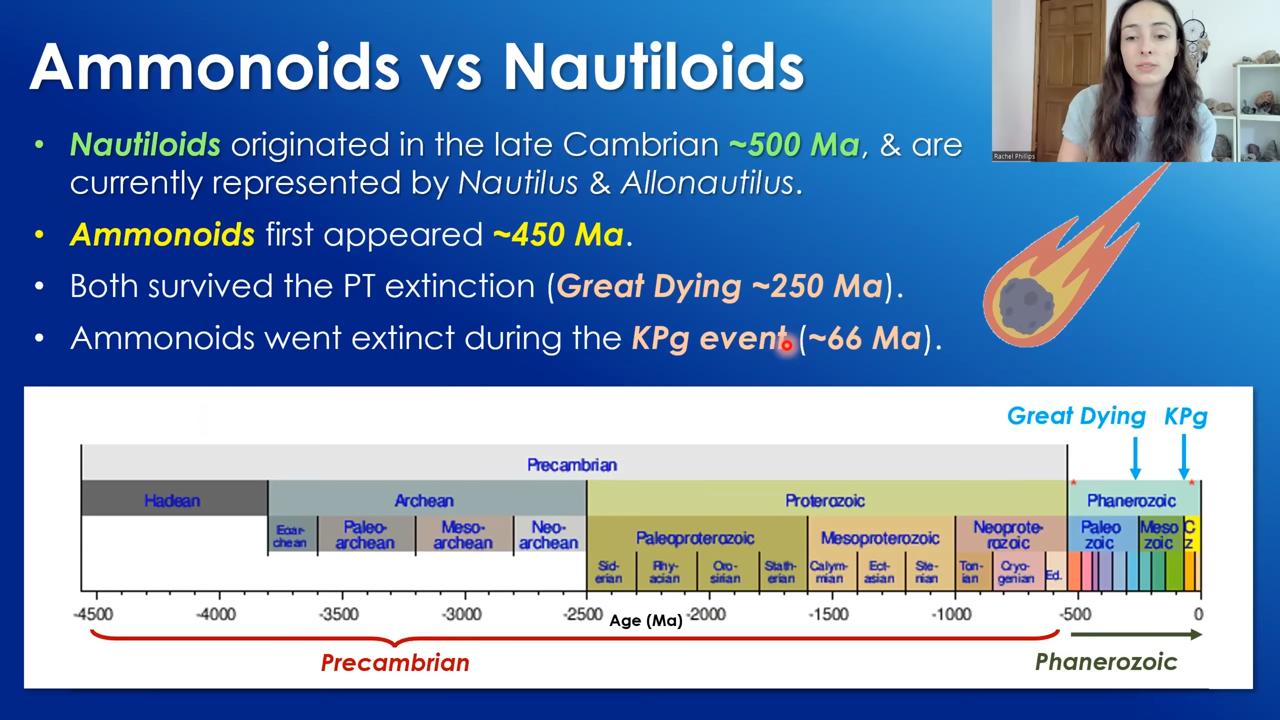 Ammonoids vs Nautiloids
Rachel Phillips
• Nautiloids originated in the late Cambrian ~500 Ma, & are
currently represented by Nautilus & Allonautilus.
• Ammonoids first appeared ~450 Ma.
• Both survived the PT extinction (Great Dying ~250 Ma).
• Ammonoids went extinct during the KPg event (~66 Ma).
Great Dying KPg
Precambrian
* *
Hadean Archean Proterozoic Phanerozoic
Eoar-
chean
Paleo-
archean
Meso-
archean
Neo-
archean
Paleoproterozoic
Mesoproterozoic
Neoprote-
rozoic
Paleo
zoic
Meso
zoic
C
z
Sid-
erian
Rhy-
acian
Oro-
sirian
Stath-
erian
Calym-
mian
Ect-
asian
Ste-
nian
Ton-
ian
Cryo-
genian
Ed.
-4500 -4000 -3500 -3000 -2500 -2000 -1500 -1000 -500 0
Age (Ma)
Precambrian
Phanerozoic